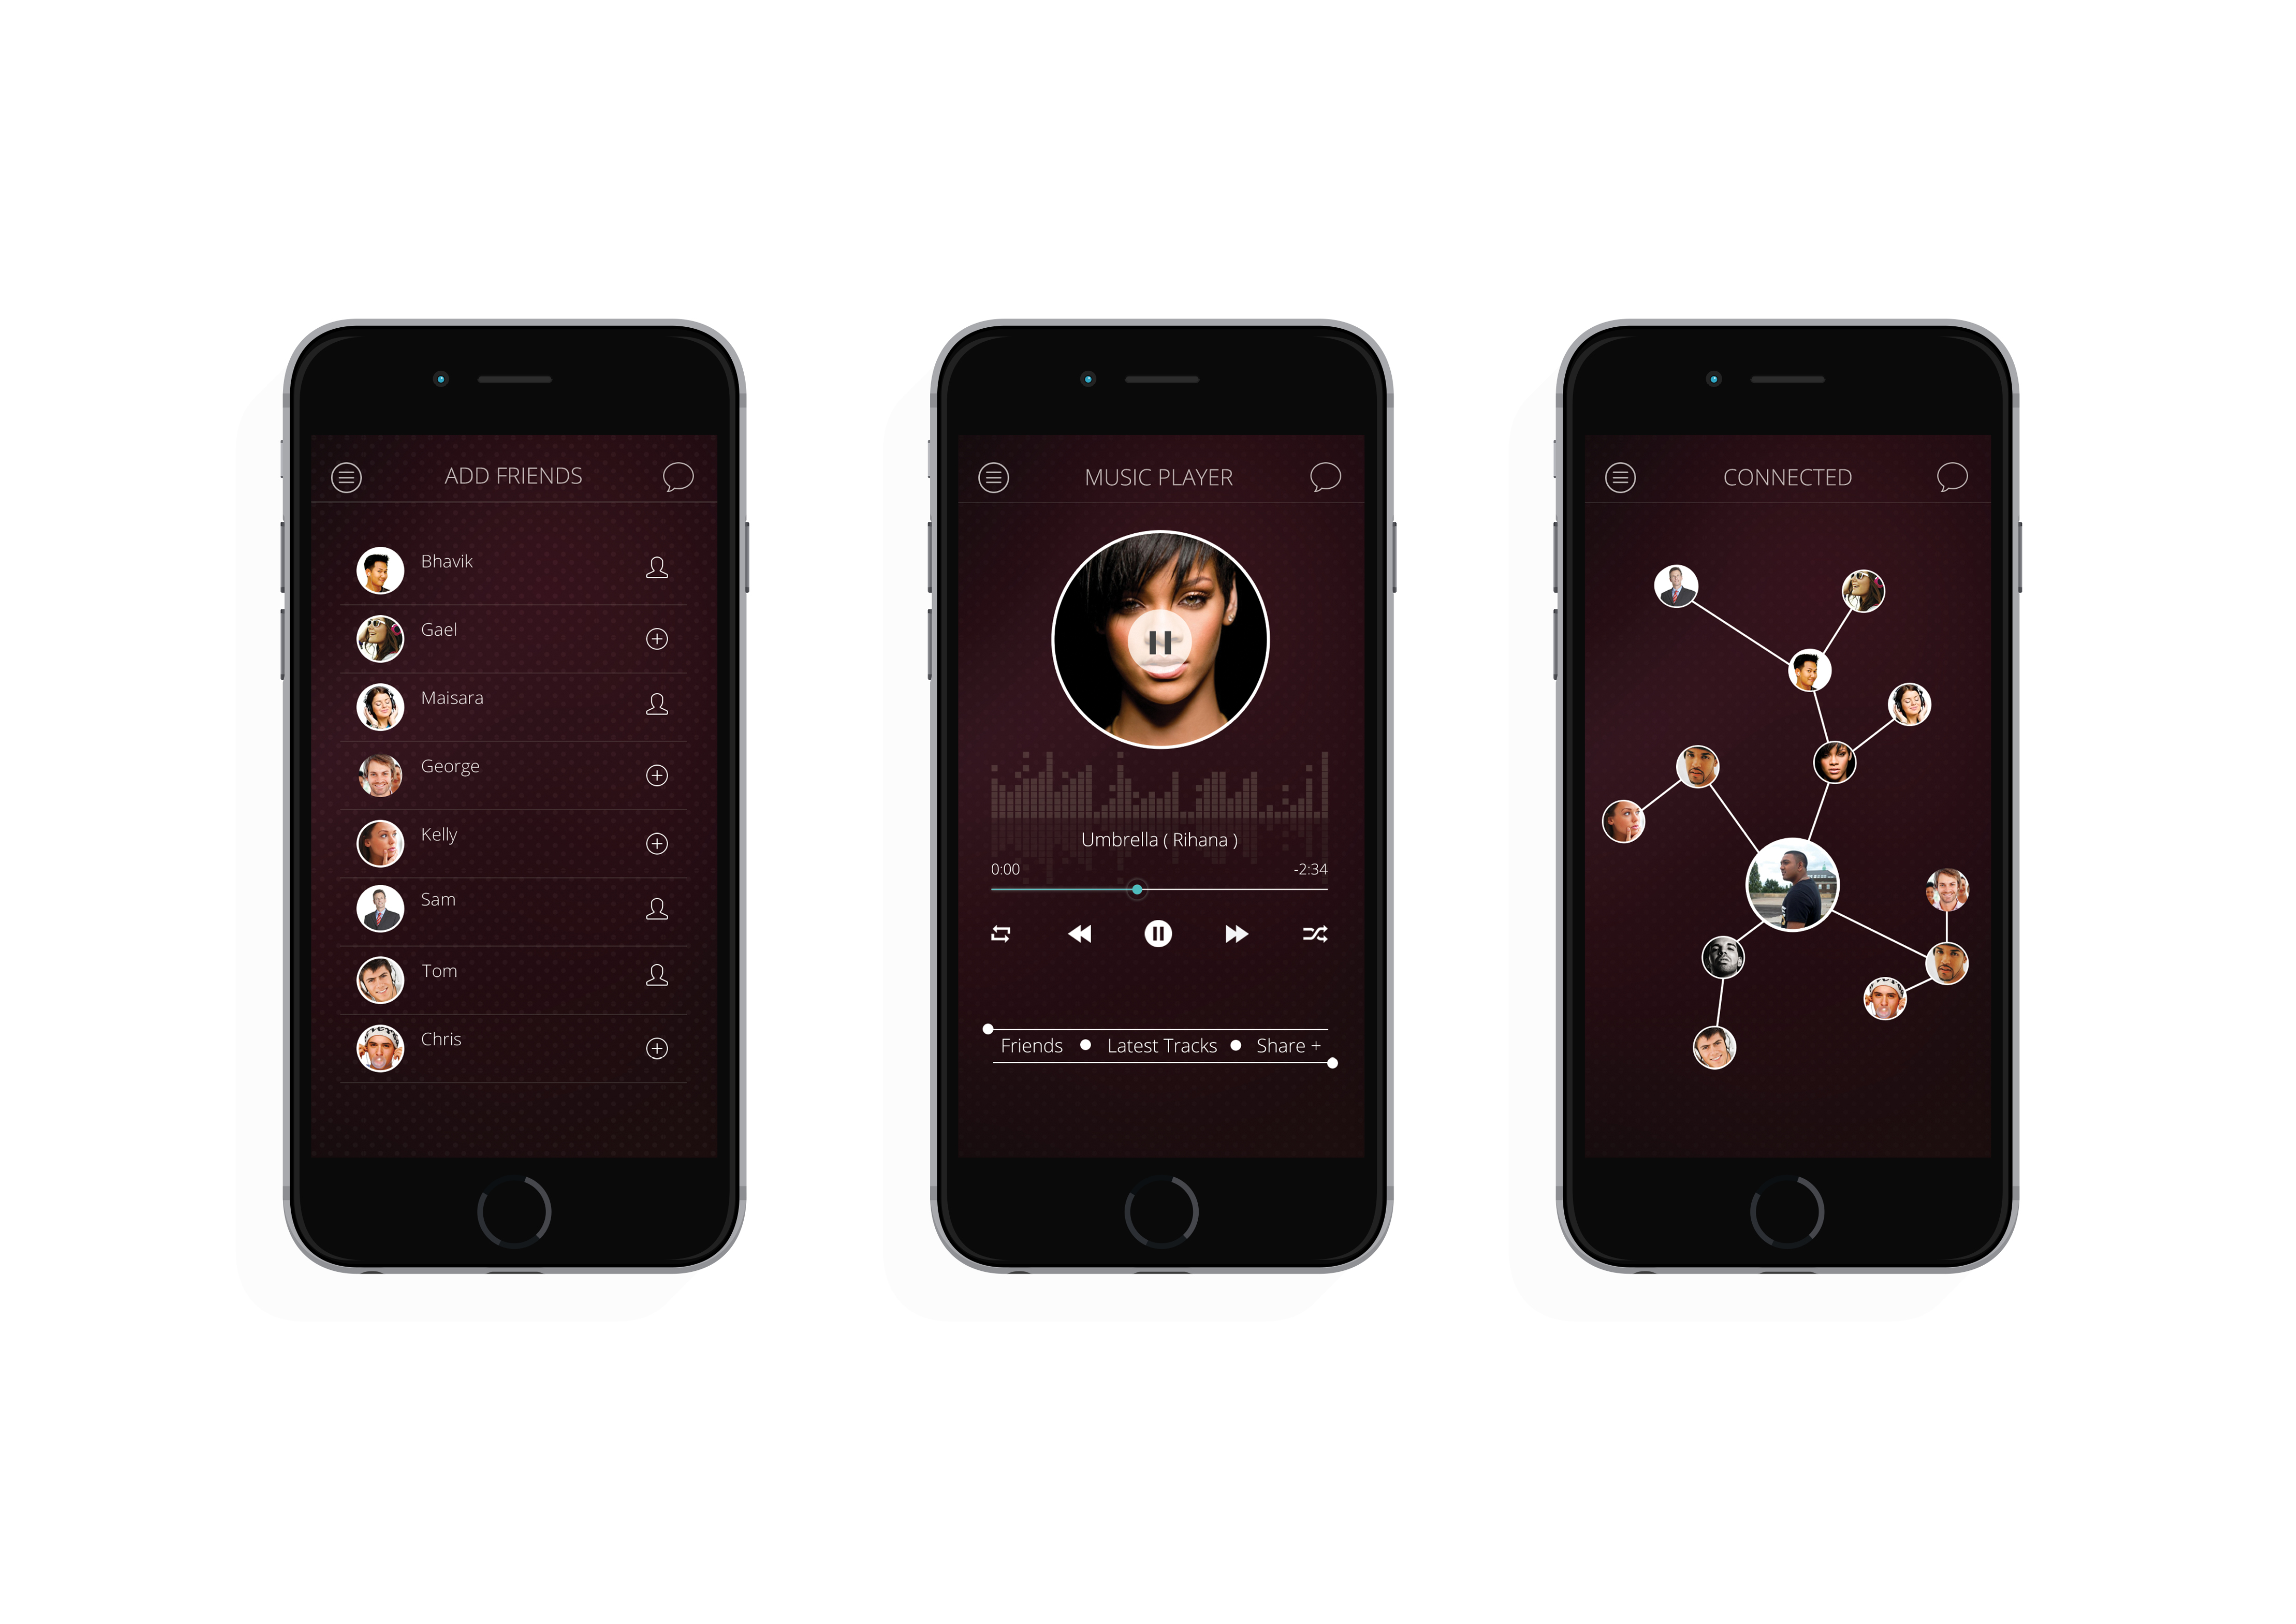 ADD FRIENDS
Bhavik
Gael
Maisara
George
Kelly
Sam
Tom
Chris
MUSIC PLAYER
Umbrella ( Rihana )
0:00 -2:34
Friends Latest Tracks Share +
CONNECTED